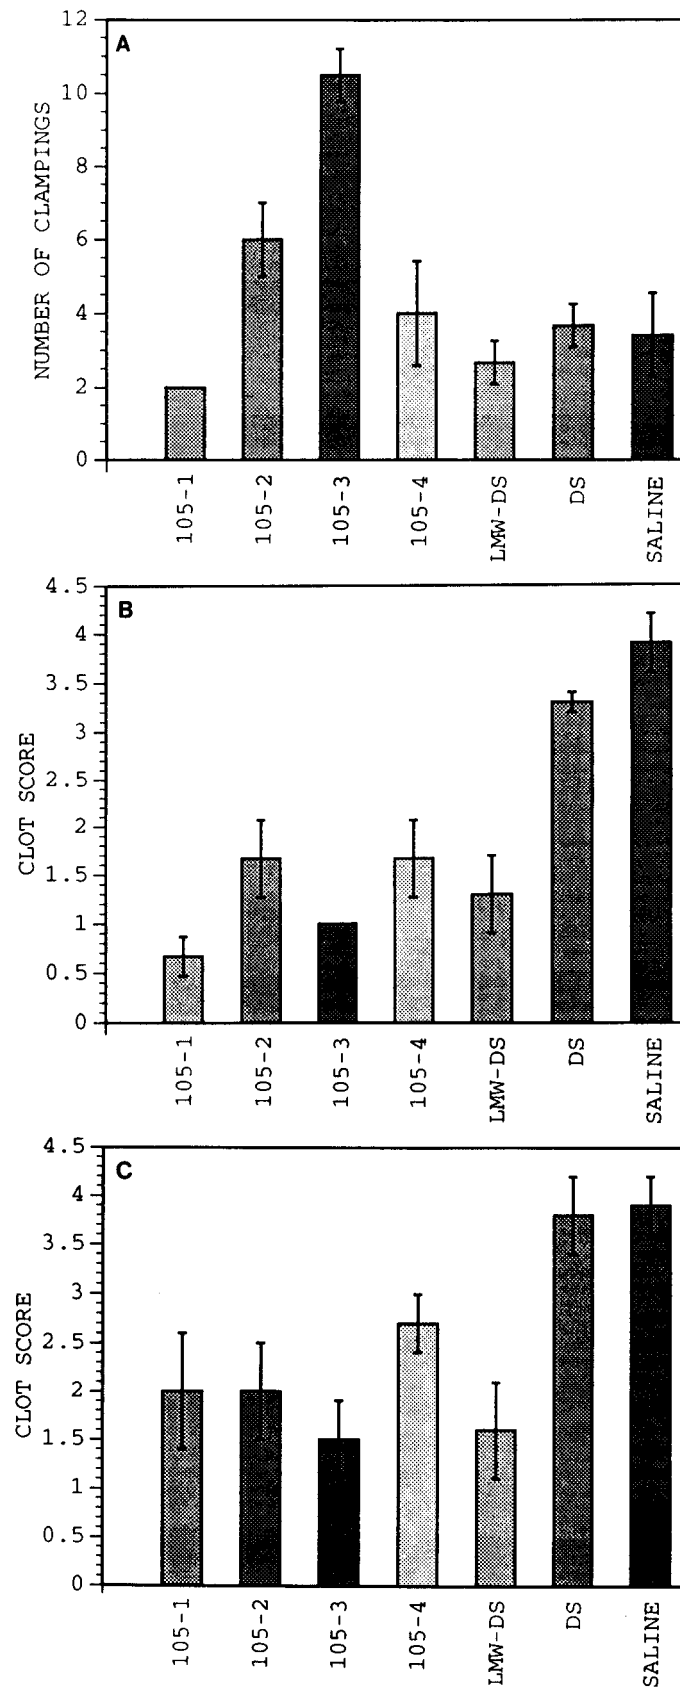 A
NUMBER OF CLAMPINGS
12
10
8
6
4
2
0
105-1
105-2
105-3
105-4
LMW-DS
DS
SALINE
B
CLOT SCORE
4.5
4
3.5
3
2.5
2
1.5
1
0.5
0
105-1
105-2
105-3
105-4
LMW-DS
DS
SALINE
C
CLOT SCORE
4.5
4
3.5
3
2.5
2
1.5
1
0.5
0
105-1
105-2
105-3
105-4
LMW-DS
DS
SALINE